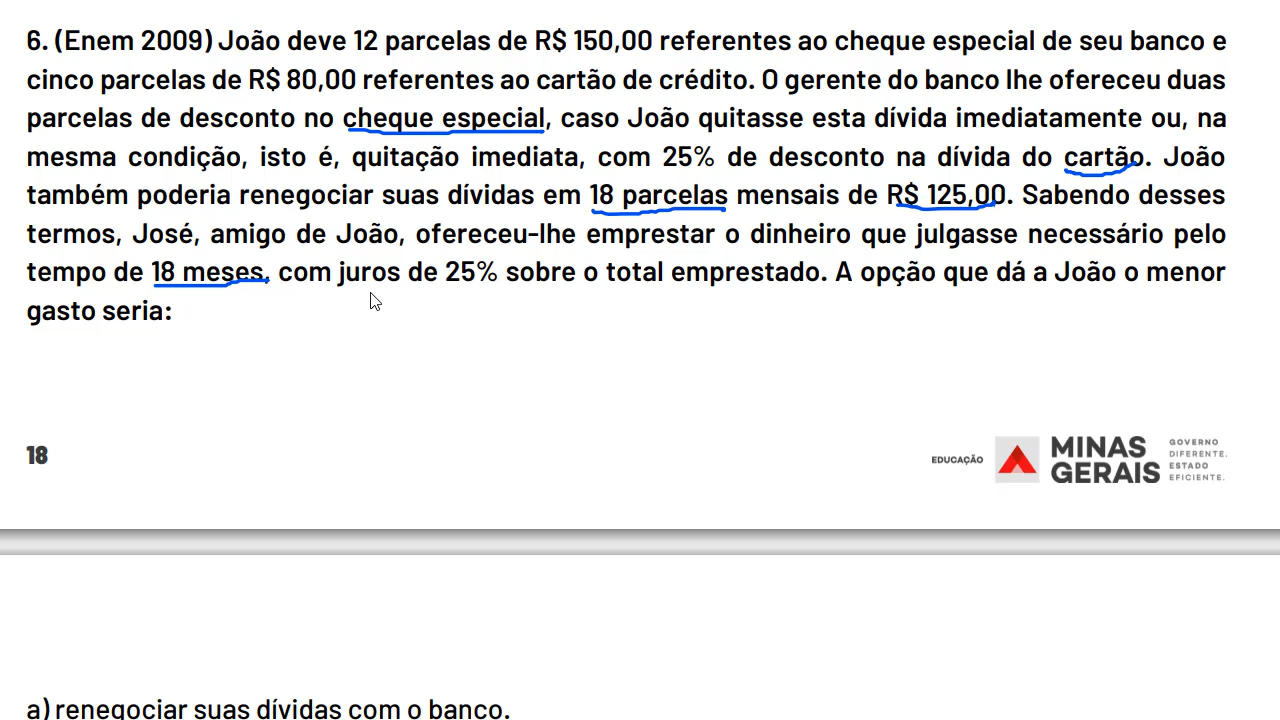 6. (Enem 2009) João deve 12 parcelas de R$ 150,00 referentes ao cheque especial de seu banco e
cinco parcelas de R$ 80,00 referentes ao cartão de crédito. O gerente do banco lhe ofereceu duas
parcelas de desconto no cheque especial, caso João quitasse esta dívida imediatamente ou, na
mesma condição, isto é, quitação imediata, com 25% de desconto na dívida do cartão. João
também poderia renegociar suas dívidas em 18 parcelas mensais de R$ 125,00. Sabendo desses
termos, José, amigo de João, ofereceu-lhe emprestar o dinheiro que julgasse necessário pelo
tempo de 18 meses, com juros de 25% sobre o total emprestado. A opção que dá a João o menor
gasto seria:
18
EDUCAÇÃO
MINAS
GERAIS
GOVERNO
DIFERENTE.
ESTADO
EFICIENTE.
a) renegociar suas dívidas com o banco.